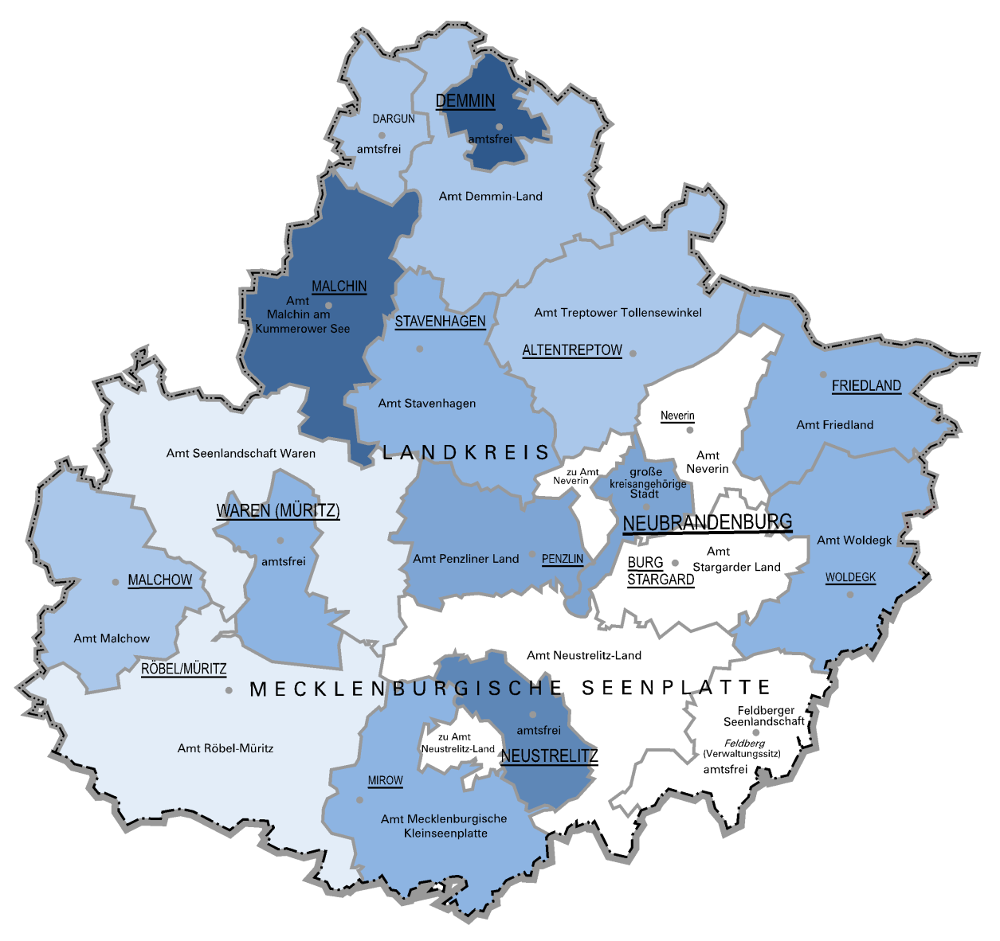 DEMMIN
amtsfrei
DARGUN
amtsfrei
Amt Demmin-Land
MALCHIN
Amt
Malchin am
Kummerower See
STAVENHAGEN
Amt Stavenhagen
Amt Treptower Tollensewinkel
ALTENTREPTOW
FRIEDLAND
Amt Friedland
Neverin
Amt
Neverin
zu Amt
Neverin
große
kreisangehörige
Stadt
NEUBRANDENBURG
LANDKREIS
Amt Seenlandschaft Waren
WAREN (MÜRITZ)
amtsfrei
MALCHOW
Amt Malchow
Amt Penzliner Land
PENZLIN
BURG
STARGARD
Amt
Stargarder Land
Amt Woldegk
WOLDEGK
RÖBEL/MÜRITZ
Amt Neustrelitz-Land
MECKLENBURGISCHE SEENPLATTE
Amt Röbel-Müritz
zu Amt
Neustrelitz-Land
amtsfrei
NEUSTRELITZ
MIROW
Amt Mecklenburgische
Kleinseenplatte
Feldberger
Seenlandschaft
Feldberg
(Verwaltungssitz)
amtsfrei